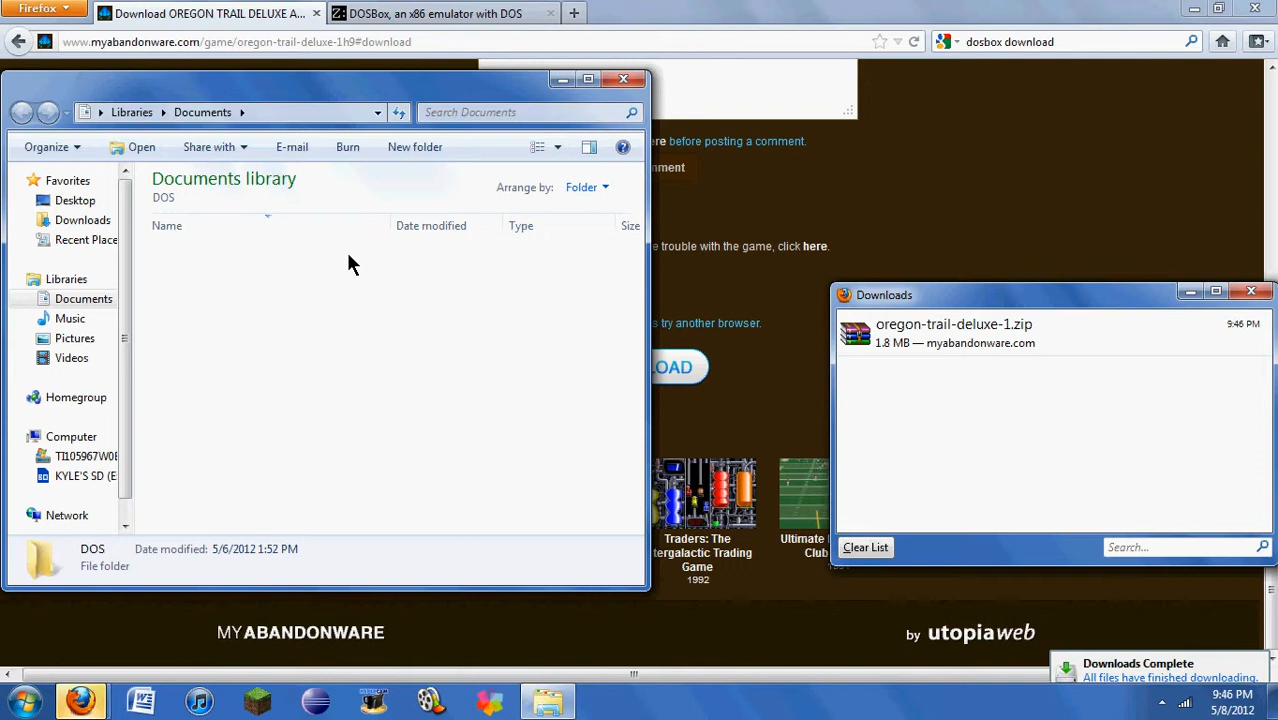 Firefox
Download OREGON TRAIL DELUXE A...
DOSBox, an x86 emulator with DOS
www.myabandonware.com/game/oregon-trail-deluxe-1h9#download
dosbox download
Libraries
Documents
Search Documents
Organize
Open
Share with
E-mail
Burn
New folder
ere before posting a comment.
mment
Favorites
Desktop
Downloads
Recent Place
Libraries
Documents
Music
Pictures
Videos
Homegroup
Computer
TI105967W0E
KYLE'S SD (E
Network
Documents library
DOS
Arrange by: Folder
Name
Date modified
Type
Size
e trouble with the game, click here.
s try another browser.
LOAD
Downloads
oregon-trail-deluxe-1.zip
9:46 PM
1.8 MB — myabandonware.com
Clear List
Search...
DOS
Date modified: 5/6/2012 1:52 PM
File folder
Traders: The
tergalactic Trading
Game
1992
Ultimate
Club
MYABANDONWARE
by utopiaweb
Downloads Complete
All files have finished downloading.
9:46 PM
5/8/2012